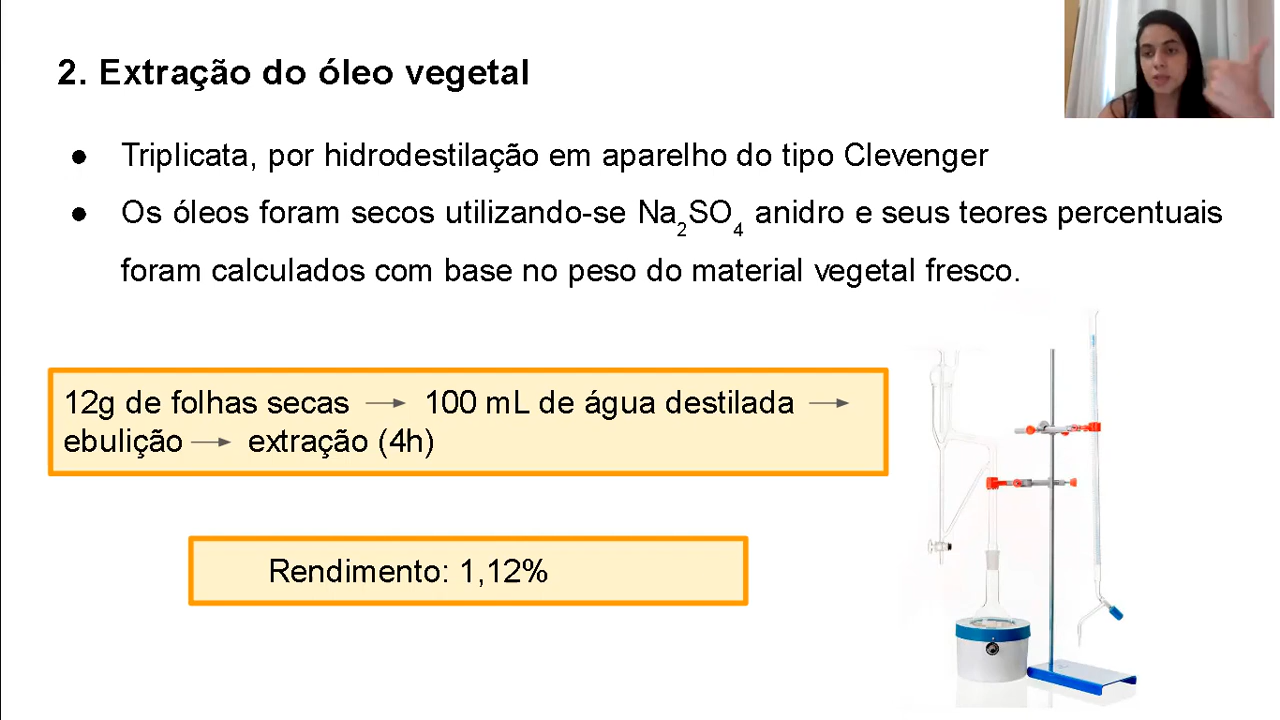 2. Extração do óleo vegetal
● Triplicata, por hidrodestilação em aparelho do tipo Clevenger
● Os óleos foram secos utilizando-se Na₂SO₄ anidro e seus teores percentuais
foram calculados com base no peso do material vegetal fresco.
12g de folhas secas → 100 mL de água destilada →
ebulição → extração (4h)
Rendimento: 1,12%